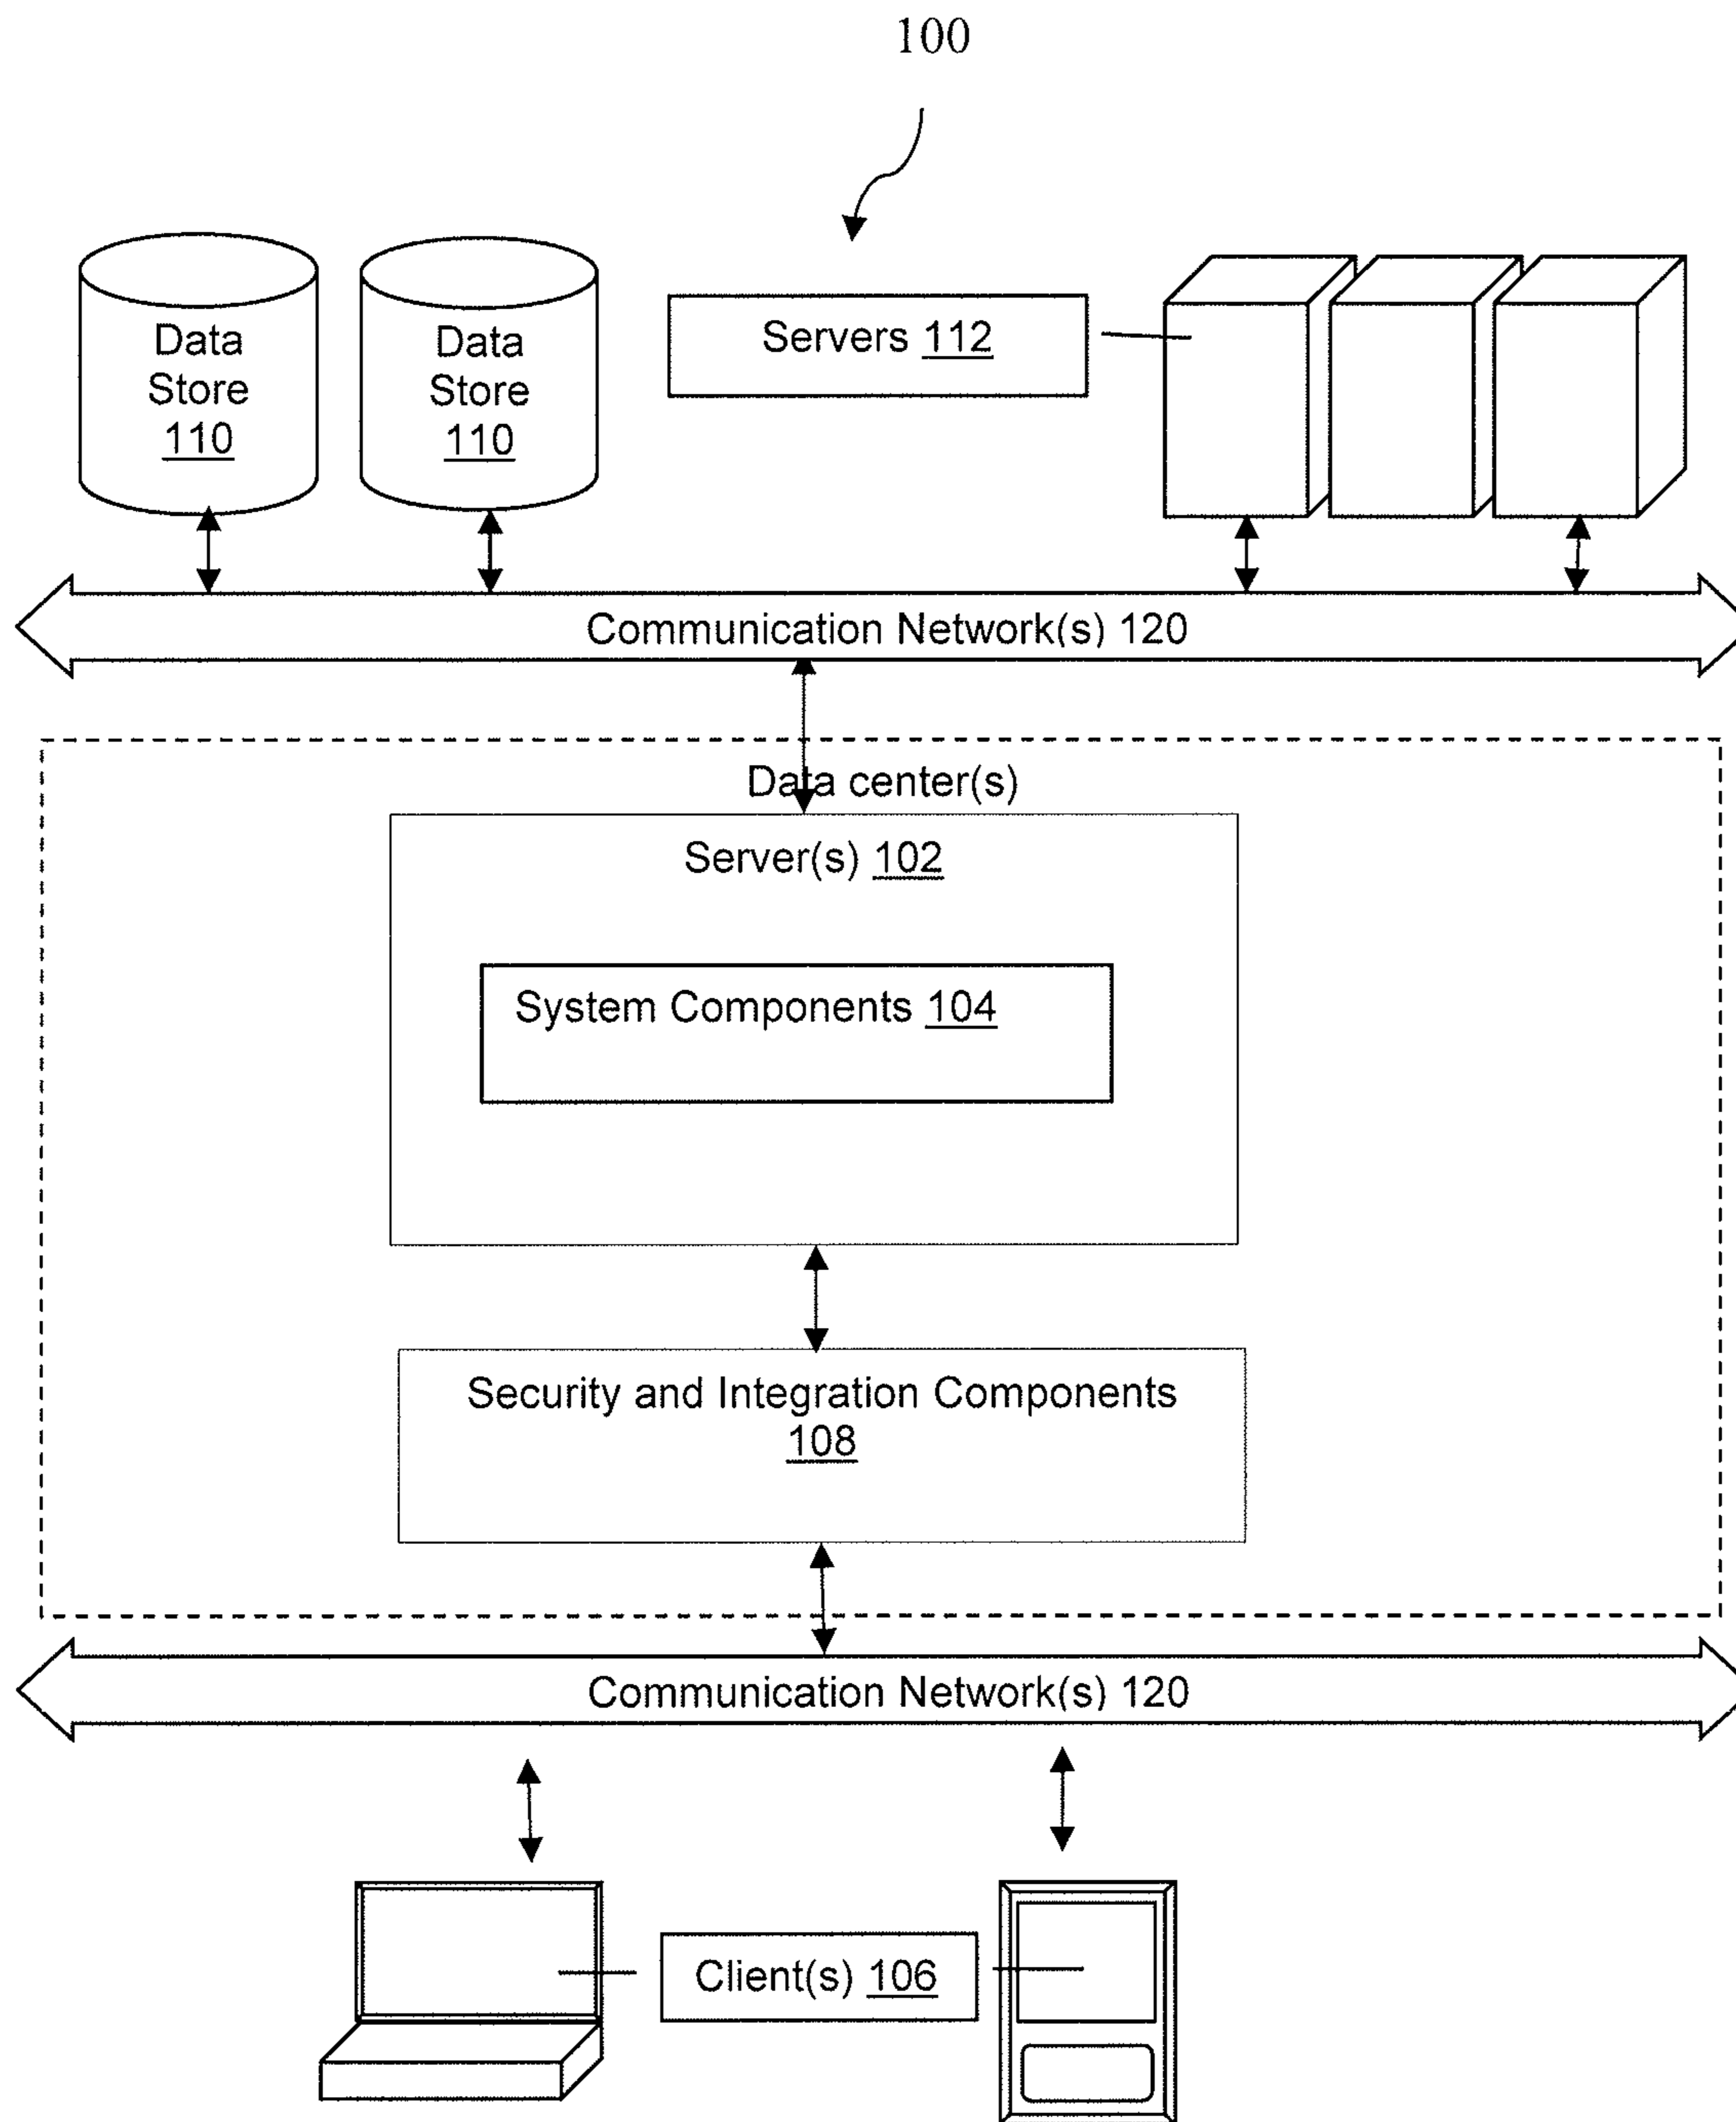 100
Data
Store
110
Data
Store
110
Servers 112
Communication Network(s) 120
Data center(s)
Server(s) 102
System Components 104
Security and Integration Components
108
Communication Network(s) 120
Client(s) 106